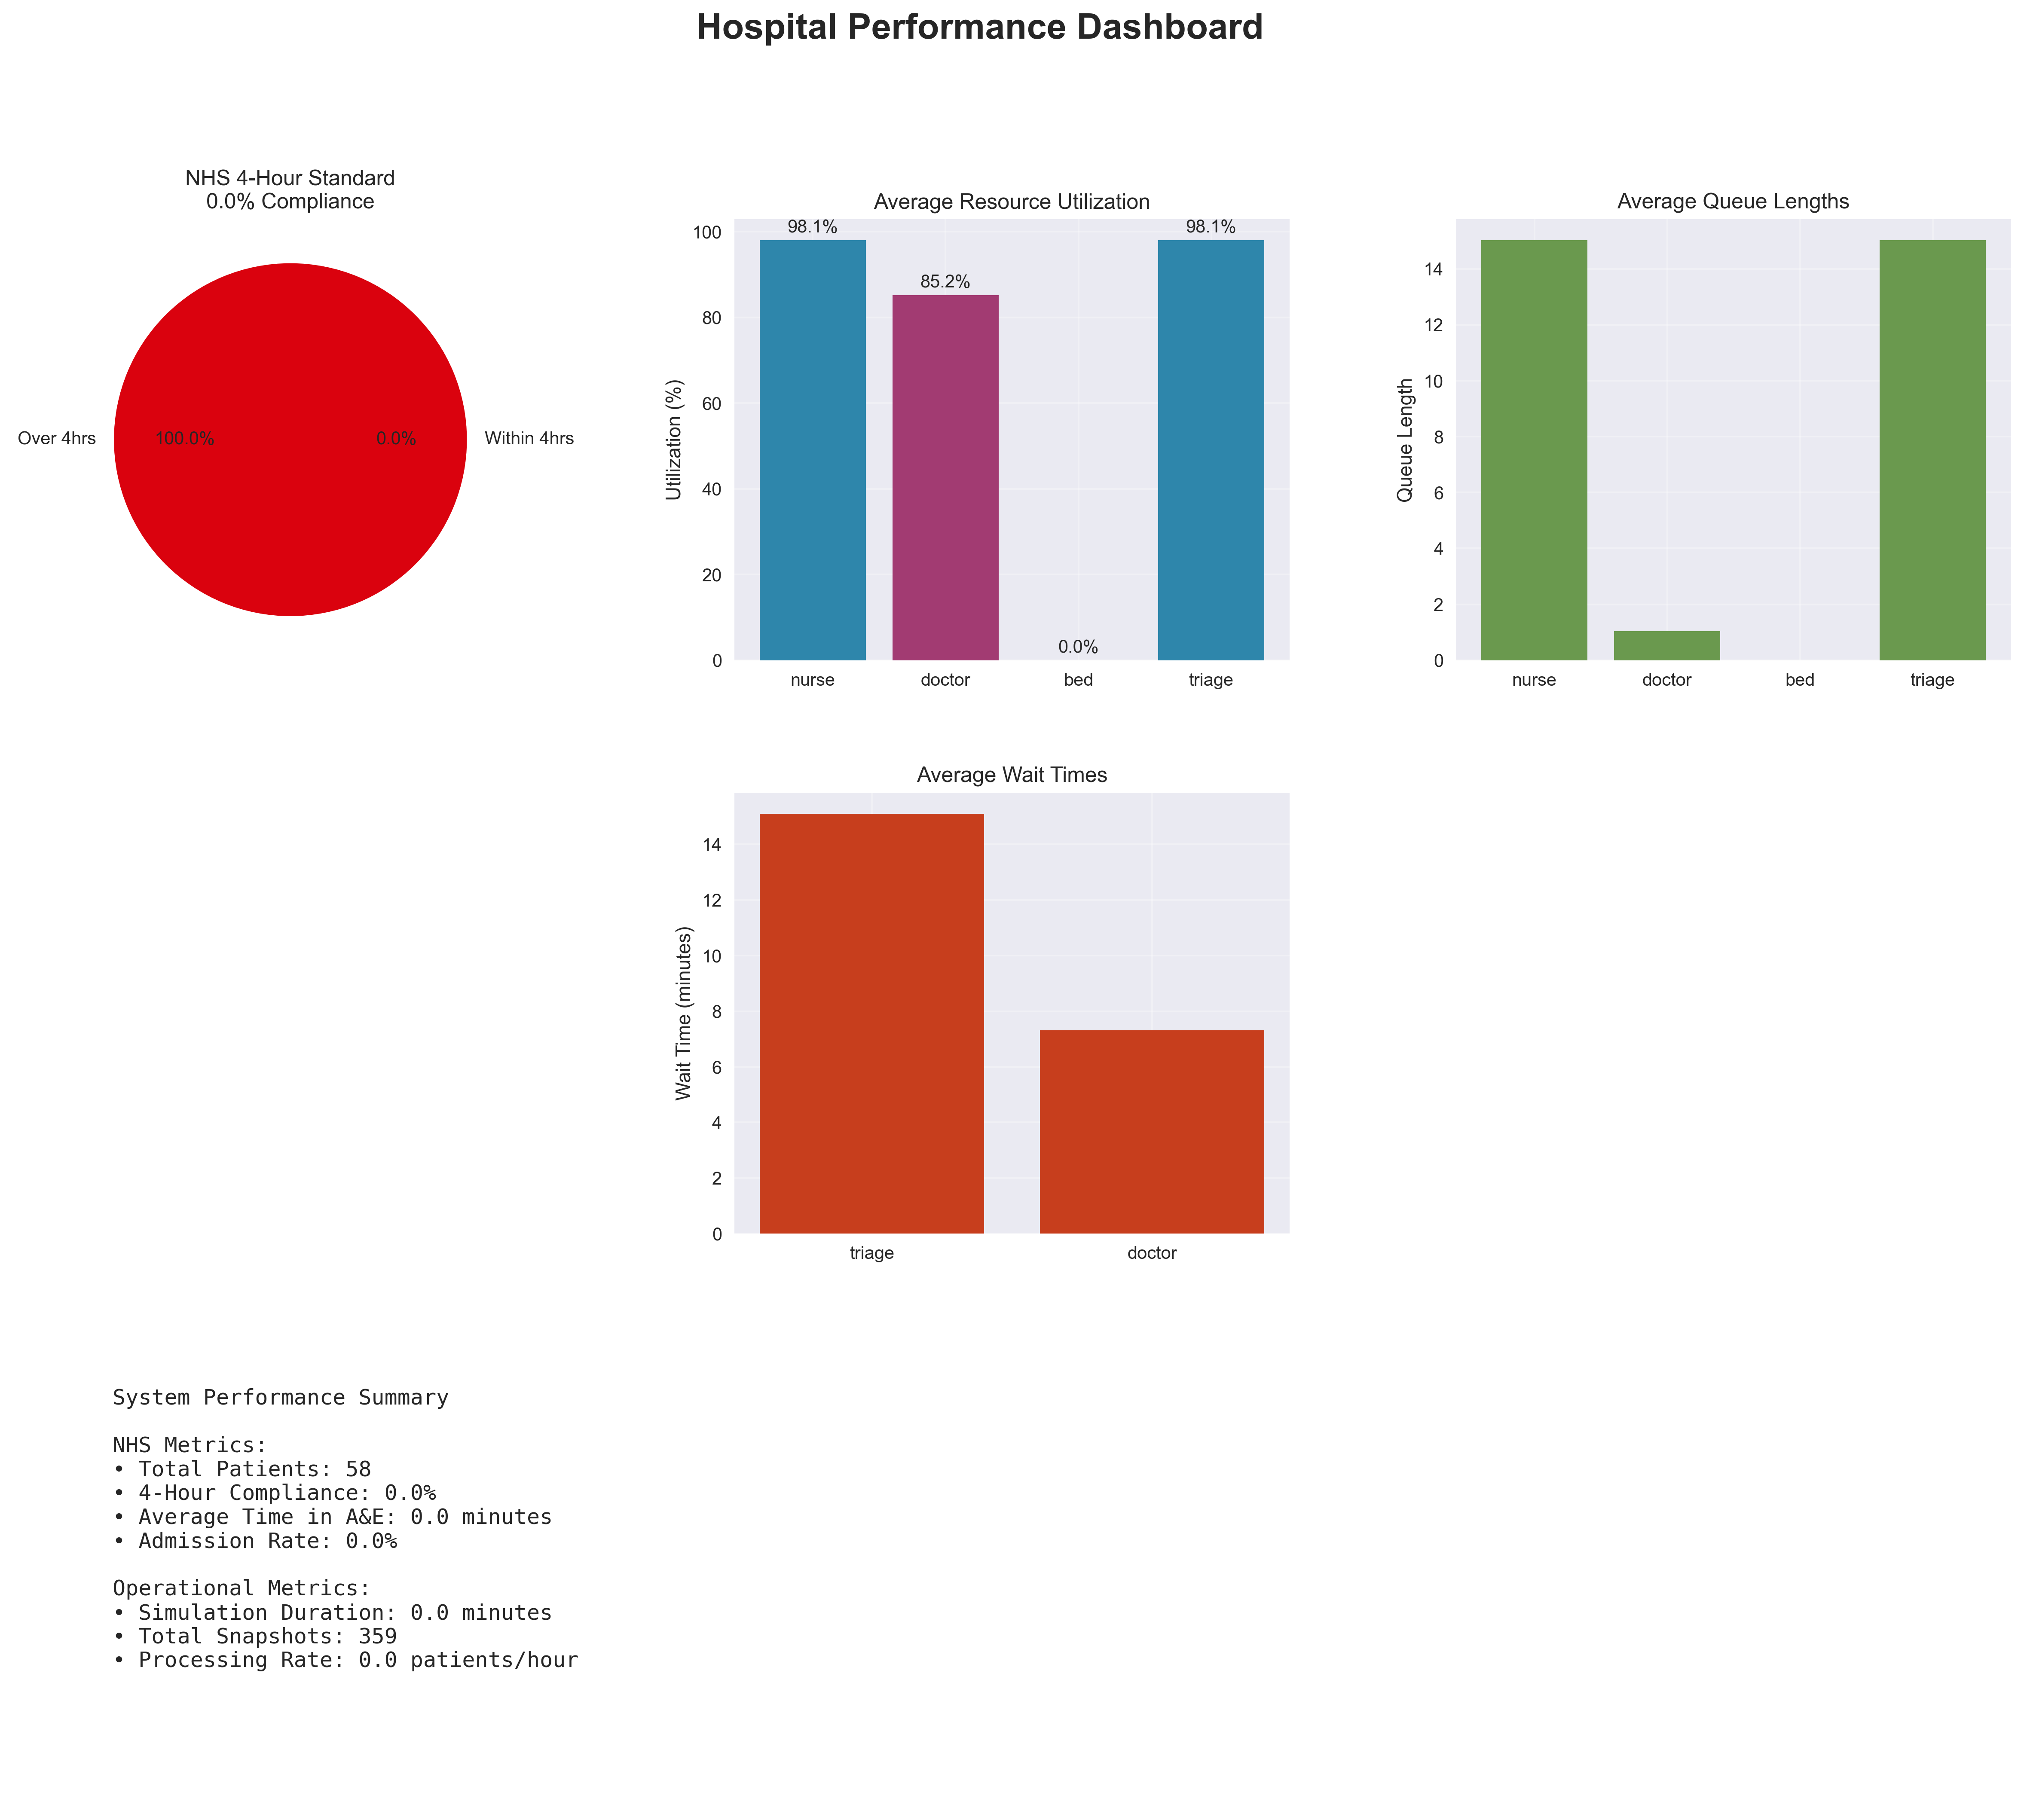 Hospital Performance Dashboard
NHS 4-Hour Standard
0.0% Compliance
Over 4hrs
100.0%
0.0%
Within 4hrs
Average Resource Utilization
Utilization (%)
100
80
60
40
20
0
98.1%
85.2%
0.0%
98.1%
nurse
doctor
bed
triage
Average Queue Lengths
Queue Length
14
12
10
8
6
4
2
0
nurse
doctor
bed
triage
Average Wait Times
Wait Time (minutes)
14
12
10
8
6
4
2
0
triage
doctor
System Performance Summary
NHS Metrics:
• Total Patients: 58
• 4-Hour Compliance: 0.0%
• Average Time in A&E: 0.0 minutes
• Admission Rate: 0.0%
Operational Metrics:
• Simulation Duration: 0.0 minutes
• Total Snapshots: 359
• Processing Rate: 0.0 patients/hour